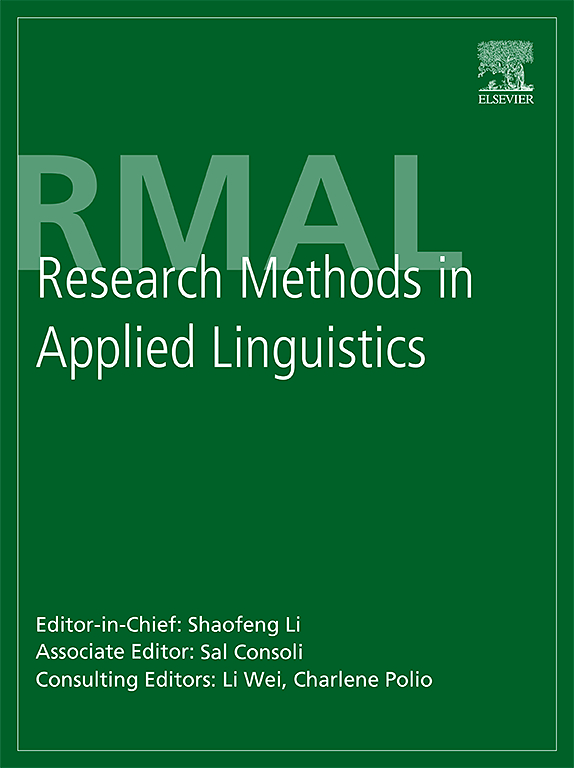 ELSEVIER
RMAL
Research Methods in
Applied Linguistics
Editor-in-Chief: Shaofeng Li
Associate Editor: Sal Consoli
Consulting Editors: Li Wei, Charlene Polio